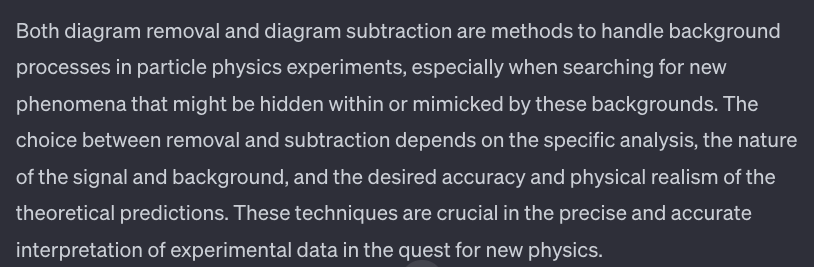 Both diagram removal and diagram subtraction are methods to handle background
processes in particle physics experiments, especially when searching for new
phenomena that might be hidden within or mimicked by these backgrounds. The
choice between removal and subtraction depends on the specific analysis, the nature
of the signal and background, and the desired accuracy and physical realism of the
theoretical predictions. These techniques are crucial in the precise and accurate
interpretation of experimental data in the quest for new physics.